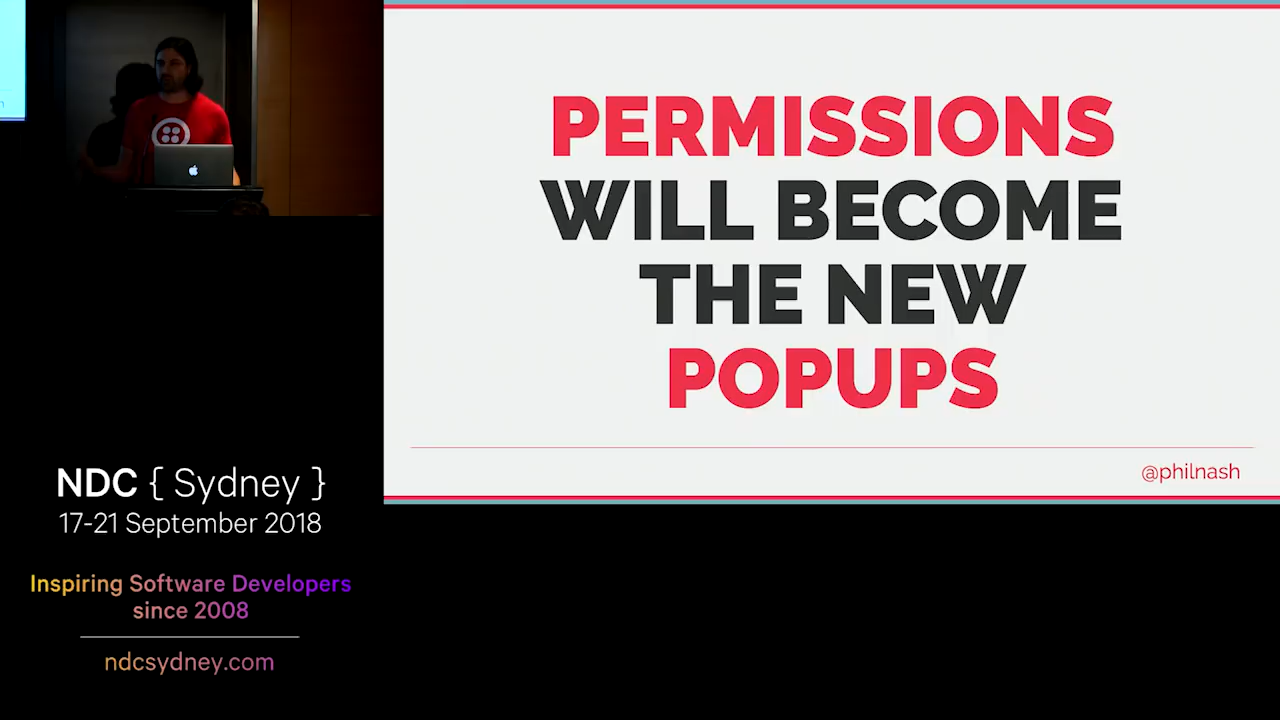 PERMISSIONS
WILL BECOME
THE NEW
POPUPS
@philnash
NDC { Sydney }
17-21 September 2018
Inspiring Software Developers
since 2008
ndcsydney.com